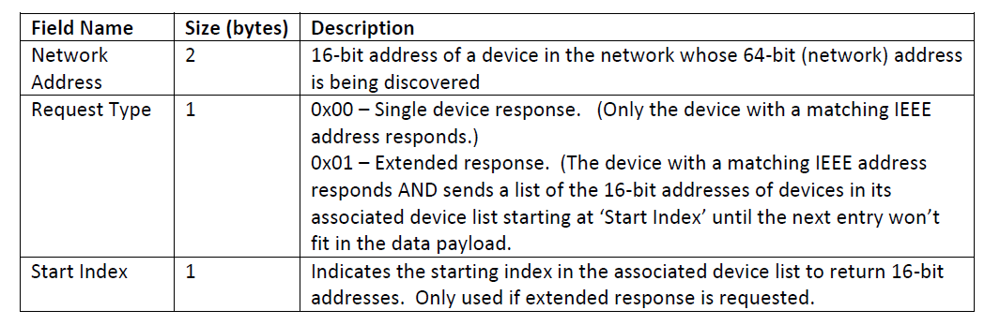 Field Name Size (bytes) Description
Network Address 2 16-bit address of a device in the network whose 64-bit (network) address
is being discovered
Request Type 1 0x00 – Single device response. (Only the device with a matching IEEE
address responds.)
0x01 – Extended response. (The device with a matching IEEE address
responds AND sends a list of the 16-bit addresses of devices in its
associated device list starting at ‘Start Index’ until the next entry won’t
fit in the data payload.
Start Index 1 Indicates the starting index in the associated device list to return 16-bit
addresses. Only used if extended response is requested.